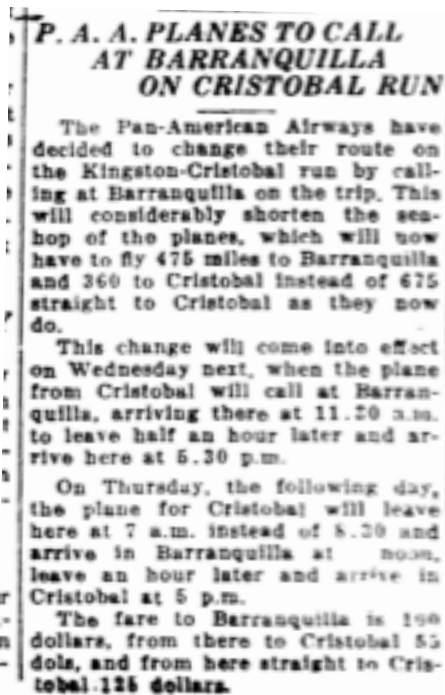 P. A. A. PLANES TO CALL
AT BARRANQUILLA
ON CRISTOBAL RUN
The Pan-American Airways have
decided to change their route on
the Kingston-Cristobal run by call-
ing at Barranquilla on the trip. This
will considerably shorten the sea-
hop of the planes, which will now
have to fly 475 miles to Barranquilla
and 360 to Cristobal instead of 675
straight to Cristobal as they now
do.
This change will come into effect
on Wednesday next, when the plane
from Cristobal will call at Barran-
quilla, arriving there at 11.20 a.m.
to leave half an hour later and ar-
rive here at 5.30 p.m.
On Thursday, the following day,
the plane for Cristobal will leave
here at 7 a.m. instead of 8.30 and
arrive in Barranquilla at noon,
leave an hour later and arrive in
Cristobal at 5 p.m.
The fare to Barranquilla is
dollars, from there to Cristobal 55
dols, and from here straight to Cris-
tobal 125 dollars.